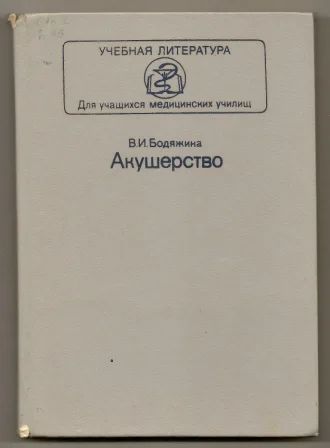 УЧЕБНАЯ ЛИТЕРАТУРА
Для учащихся медицинских училищ
В.И.Бодяжина
Акушерство